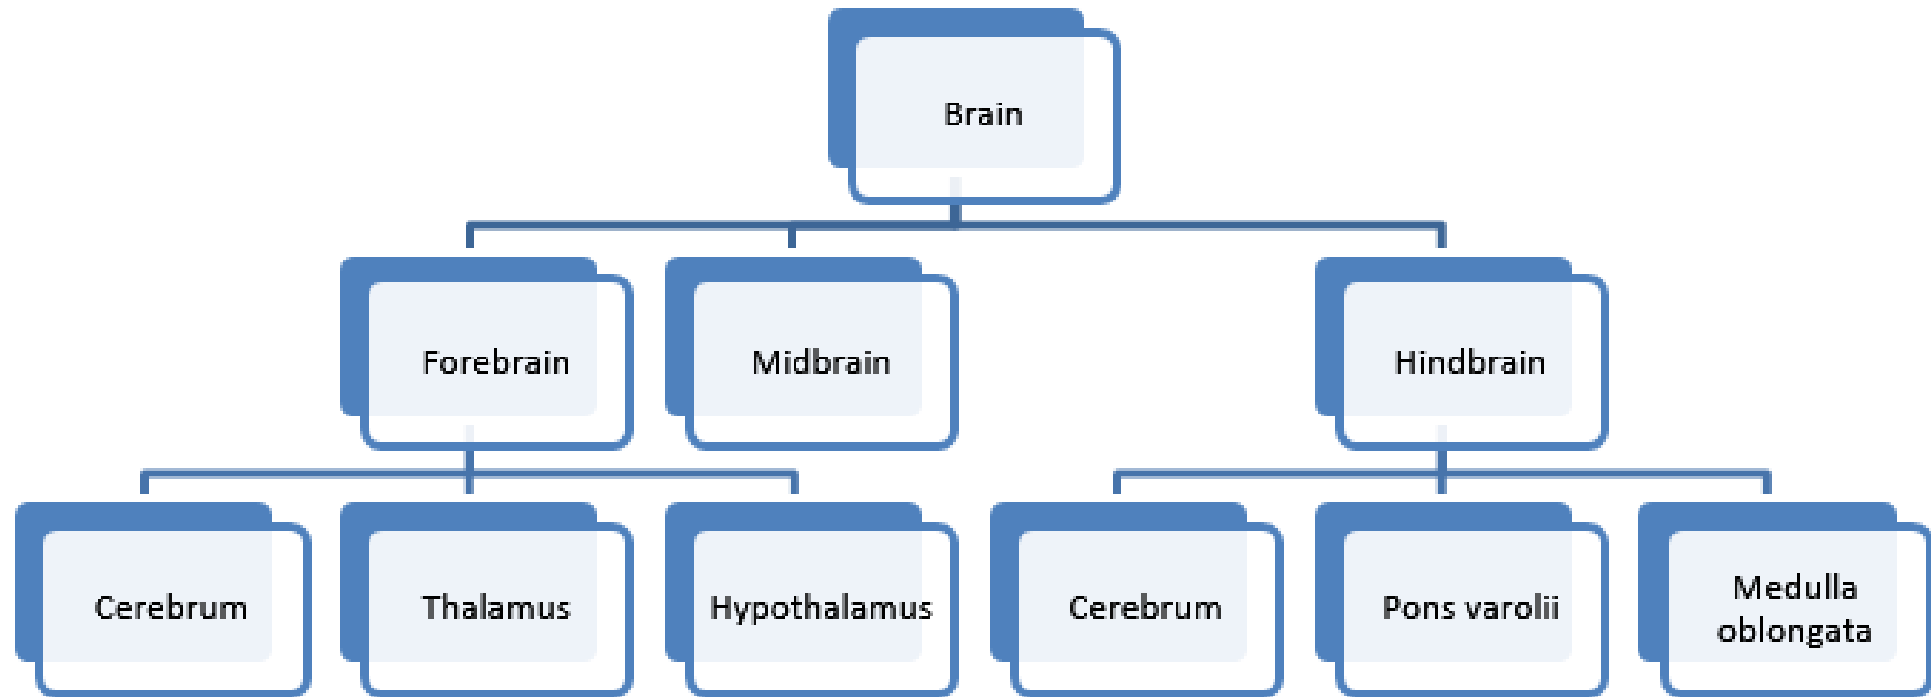 Brain
Forebrain
Midbrain
Hindbrain
Cerebrum
Thalamus
Hypothalamus
Cerebrum
Pons varolii
Medulla
oblongata